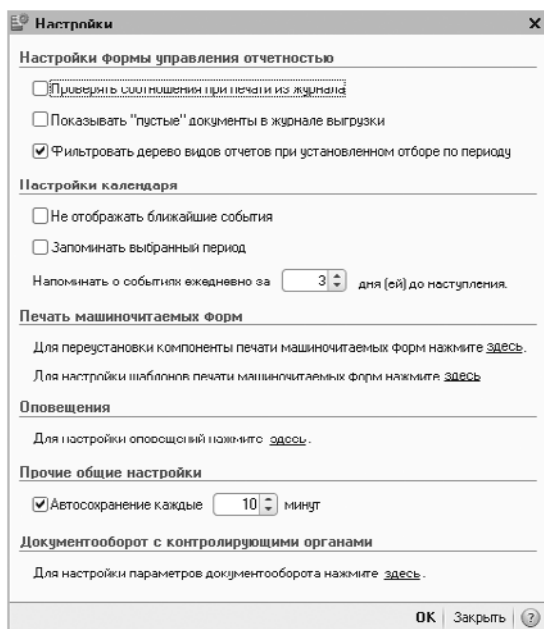 Настройки
Настройки формы управления отчетностью
Проверять соотношения при печати из журнала
Показывать "пустые" документы в журнале выгрузки
Фильтровать дерево видов отчетов при установленном отборе по периоду
Настройки календаря
Не отображать ближайшие события
Запоминать выбранный период
Напоминать о событиях ежедневно за 3 дня (ей) до наступления.
Печать машиночитаемых форм
Для переустановки компоненты печати машиночитаемых форм нажмите здесь.
Для настройки шаблонов печати машиночитаемых форм нажмите здесь
Оповещения
Для настройки оповещений нажмите здесь.
Прочие общие настройки
Автосохранение каждые 10 минут
Документооборот с контролирующими органами
Для настройки параметров документооборота нажмите здесь.
OK Закрыть ?